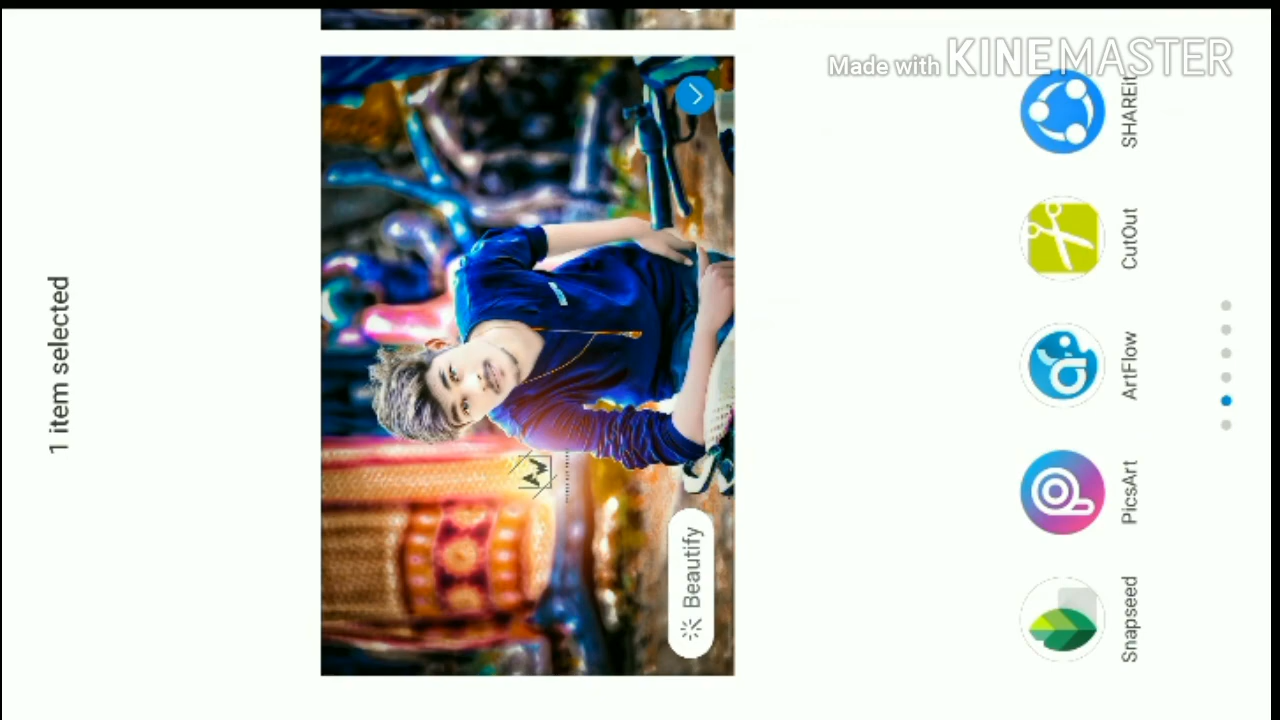 Made with KINEMASTER
1 item selected
Beautify
Snapseed
PicsArt
ArtFlow
CutOut
SHAREit